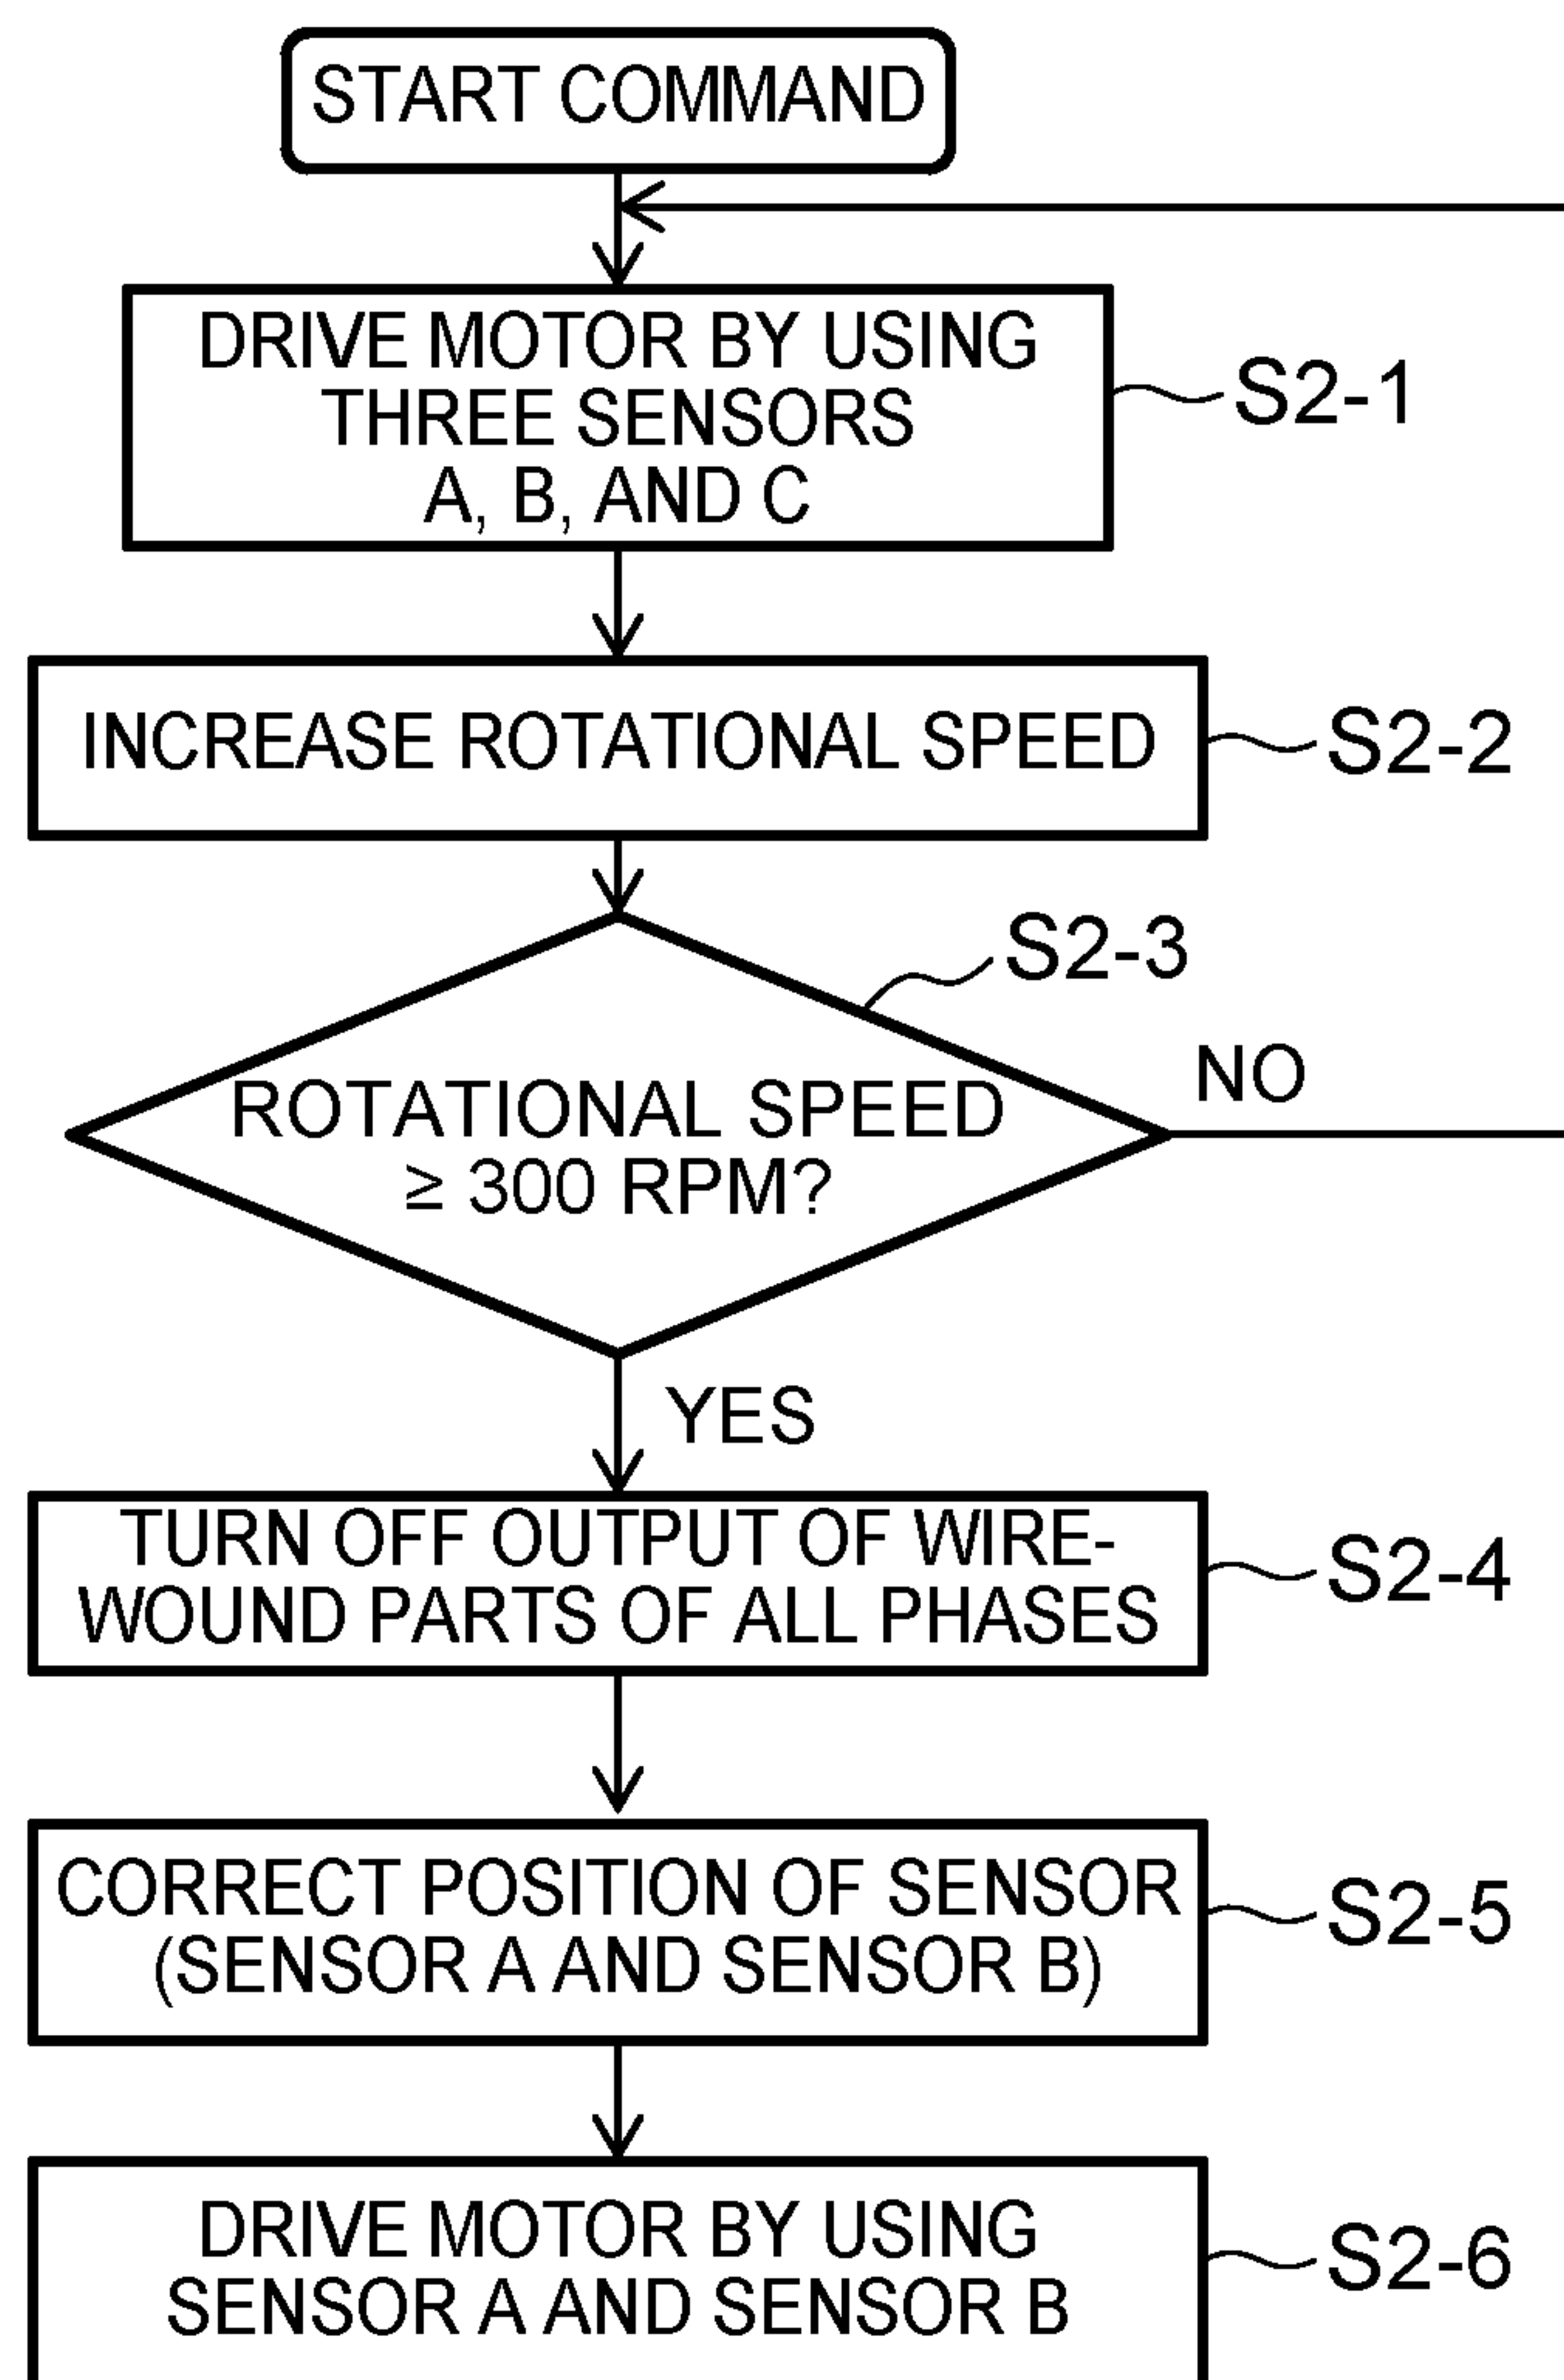 START COMMAND
DRIVE MOTOR BY USING
THREE SENSORS
A, B, AND C
S2-1
INCREASE ROTATIONAL SPEED
S2-2
S2-3
ROTATIONAL SPEED
≥ 300 RPM?
NO
YES
TURN OFF OUTPUT OF WIRE-
WOUND PARTS OF ALL PHASES
S2-4
CORRECT POSITION OF SENSOR
(SENSOR A AND SENSOR B)
S2-5
DRIVE MOTOR BY USING
SENSOR A AND SENSOR B
S2-6